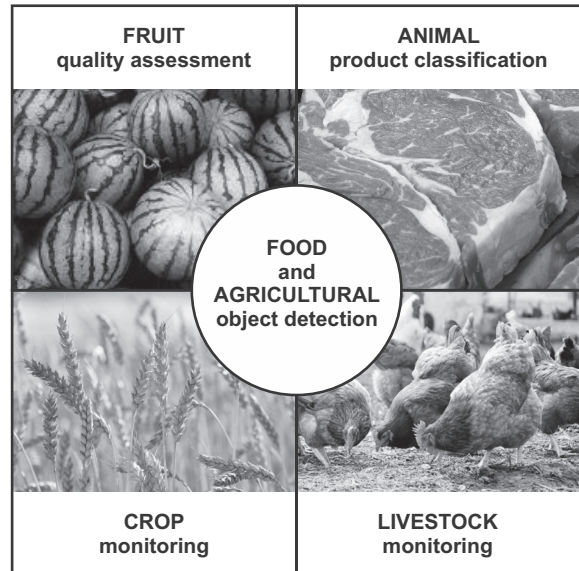 FRUIT
quality assessment
ANIMAL
product classification
FOOD
and
AGRICULTURAL
object detection
CROP
monitoring
LIVESTOCK
monitoring